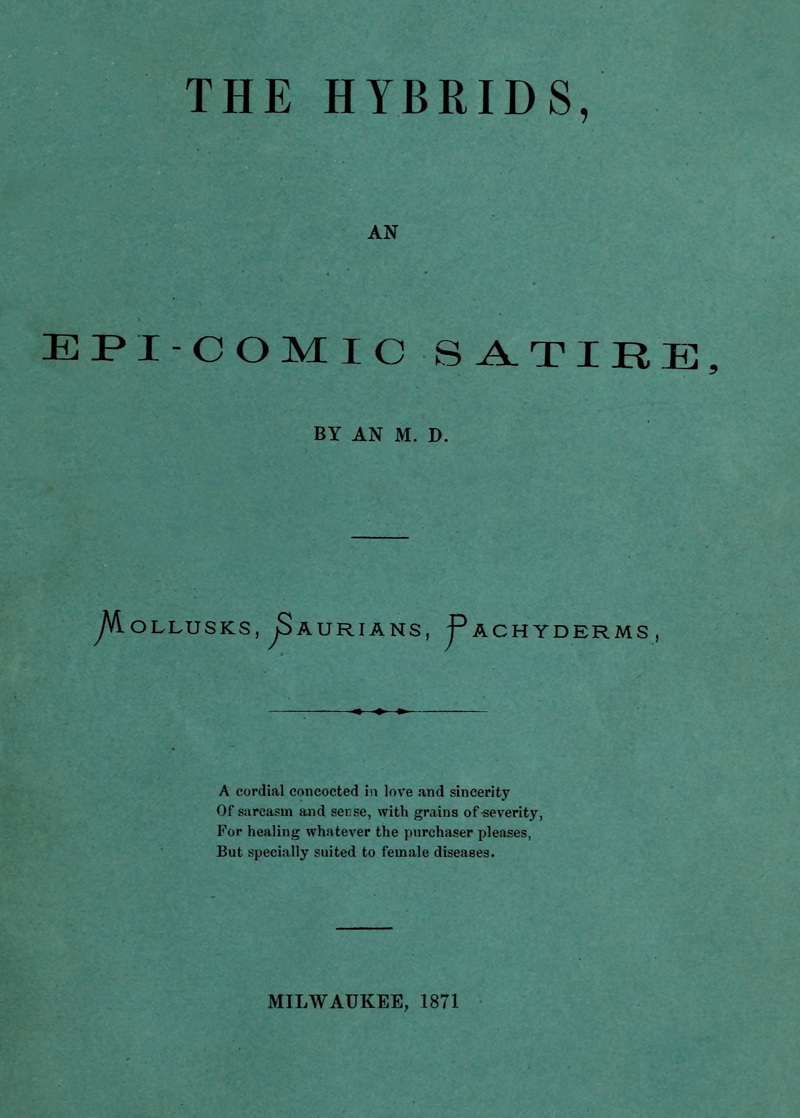 THE HYBRIDS,
AN
EPI-COMIC SATIRE,
BY AN M. D.
MOLLUSKS, SAURIANS, PACHYDERMS,
A cordial concocted in love and sincerity
Of sarcasm and sense, with grains of severity,
For healing whatever the purchaser pleases,
But specially suited to female diseases.
MILWAUKEE, 1871